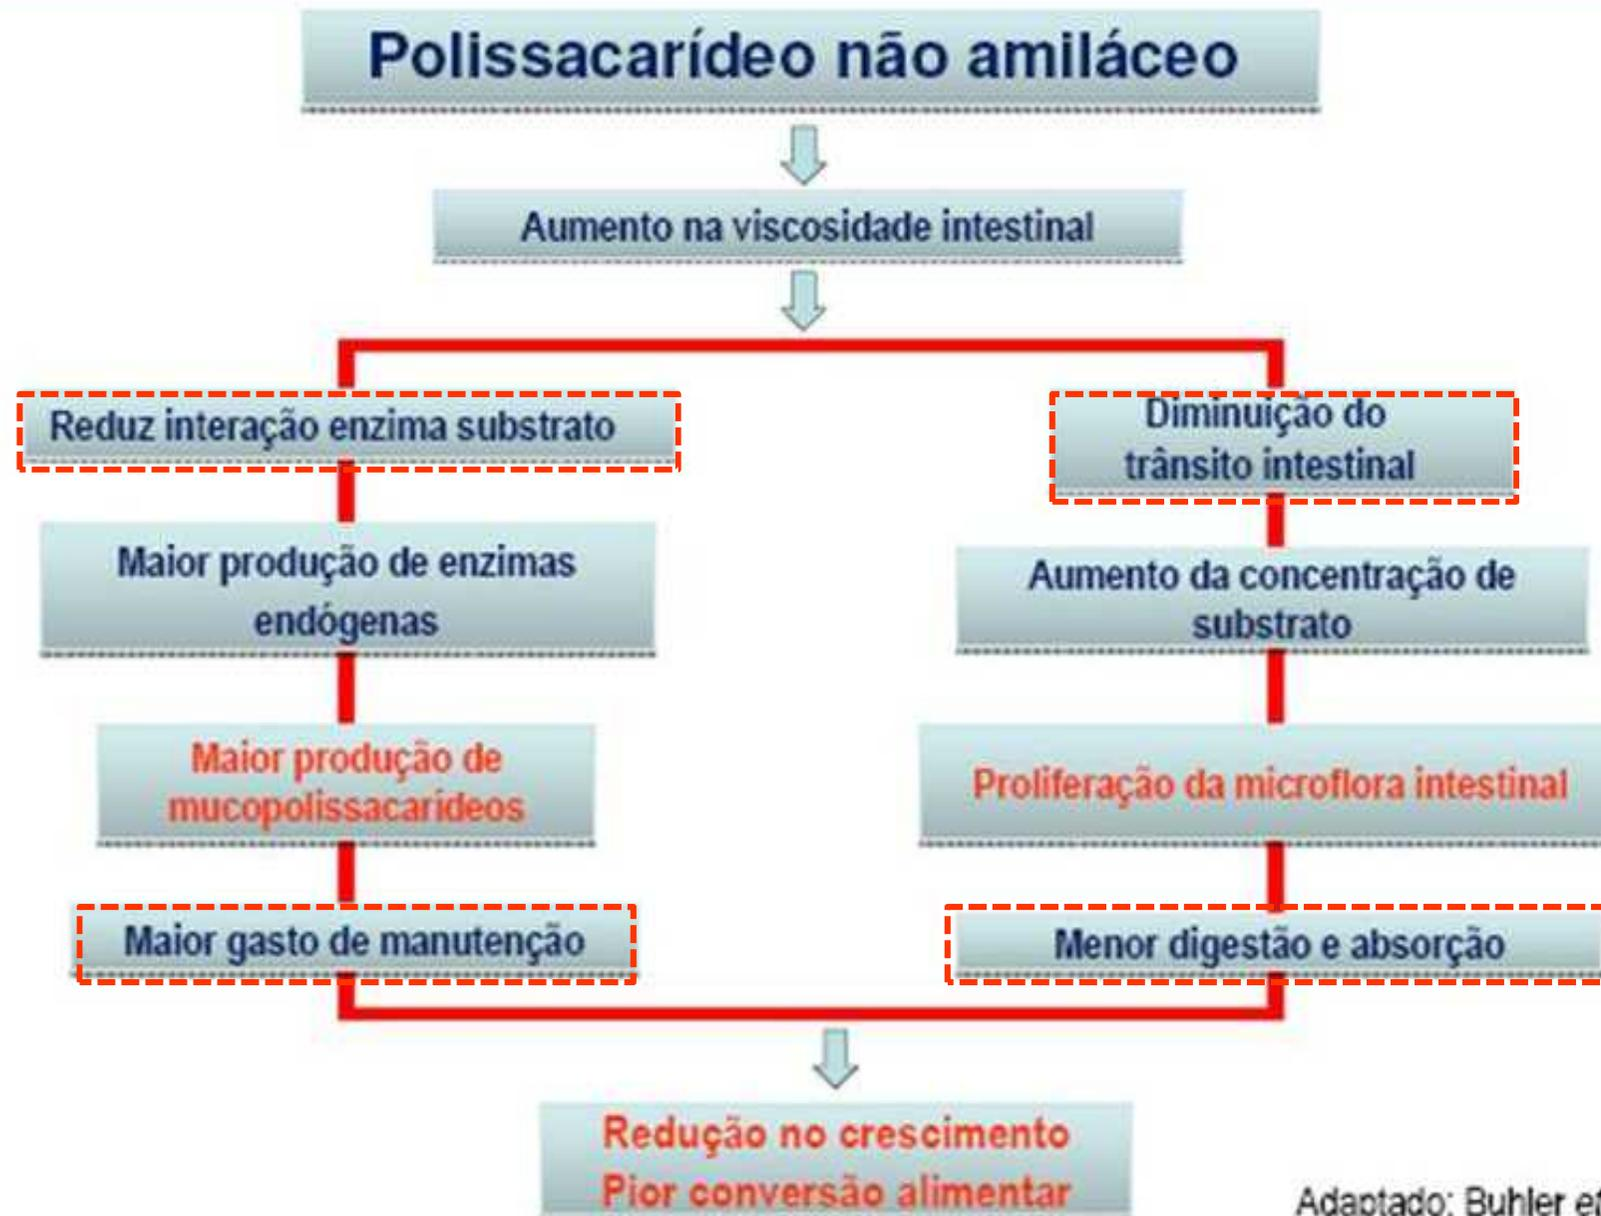 Polissacarídeo não amiláceo
Aumento na viscosidade intestinal
Reduz interação enzima substrato
Maior produção de enzimas
endógenas
Maior produção de
mucopolissacarídeos
Maior gasto de manutenção
Diminuição do
trânsito intestinal
Aumento da concentração de
substrato
Proliferação da microflora intestinal
Menor digestão e absorção
Redução no crescimento
Pior conversão alimentar
Adaptado: Buhler et